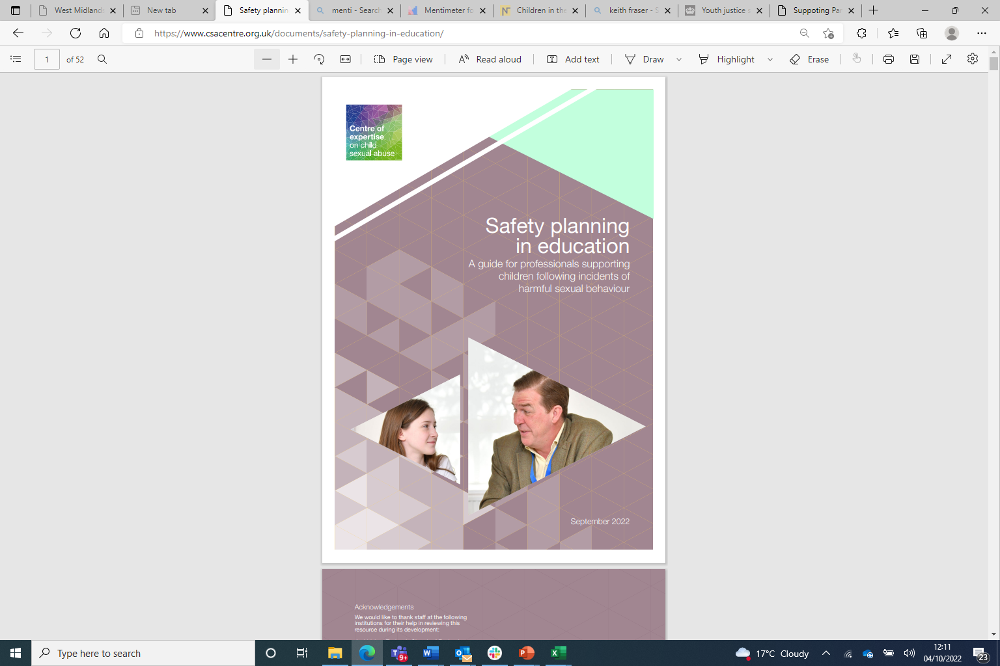 West Midland
New tab
Safety plannin
menti - Search
Mentimeter fo
Children in the
keith fraser - S
Youth justice s
Suppoting Pa
https://www.csacentre.org.uk/documents/safety-planning-in-education/
1 of 52
Page view
Read aloud
Add text
Draw
Highlight
Erase
Centre of
expertise
on child
sexual abuse
Safety planning
in education
A guide for professionals supporting
children following incidents of
harmful sexual behaviour
September 2022
Acknowledgements
We would like to thank staff at the following
institutions for their help in reviewing this
resource during its development:
Type here to search
9+
17°C Cloudy
12:11
04/10/2022
23